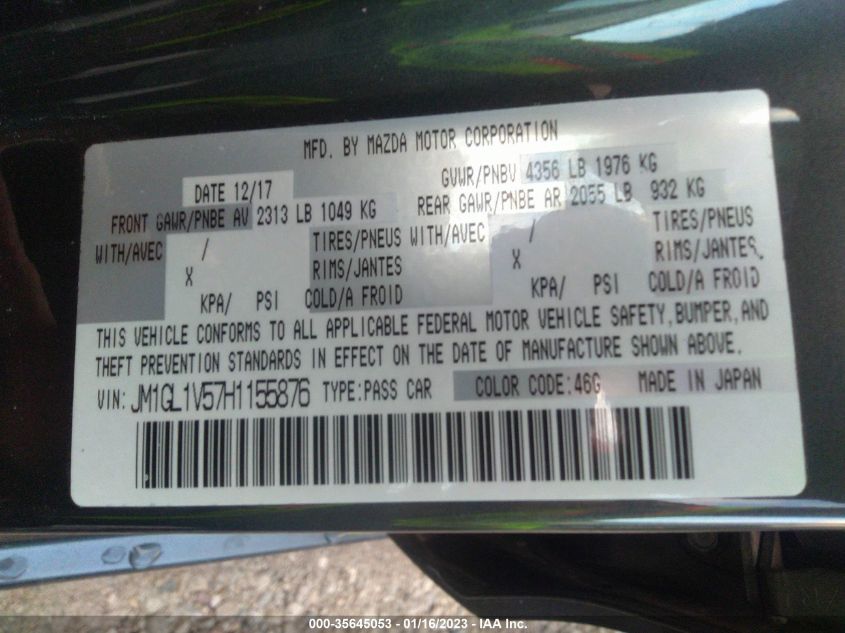 MFD. BY MAZDA MOTOR CORPORATION
DATE 12/17 GVWR/PNBV 4356 LB 1976 KG
FRONT GAWR/PNBE AV 2313 LB 1049 KG REAR GAWR/PNBE AR 2055 LB 932 KG
WITH/AVEC / TIRES/PNEUS WITH/AVEC / TIRES/PNEUS
X RIMS/JANTES X RIMS/JANTES
KPA/ PSI COLD/A FROID KPA/ PSI COLD/A FROID
THIS VEHICLE CONFORMS TO ALL APPLICABLE FEDERAL MOTOR VEHICLE SAFETY, BUMPER, AND
THEFT PREVENTION STANDARDS IN EFFECT ON THE DATE OF MANUFACTURE SHOWN ABOVE.
VIN: JM1GL1V57H1155876 TYPE:PASS CAR COLOR CODE:46G MADE IN JAPAN
000-35645053 - 01/16/2023 - IAA Inc.